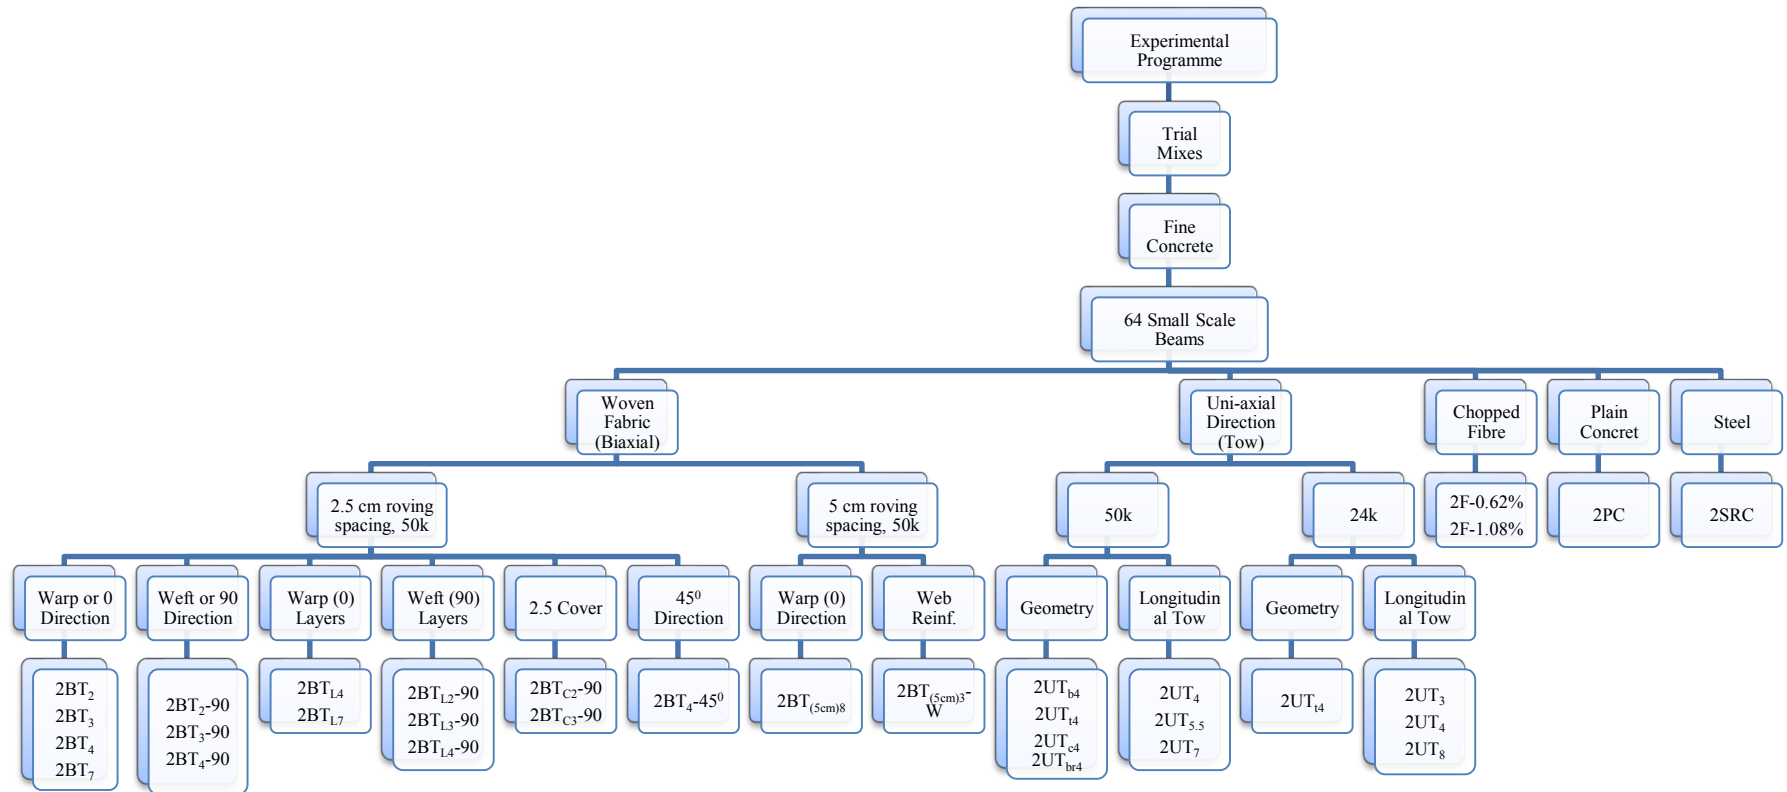 Experimental
Programme
Trial
Mixes
Fine
Concrete
64 Small Scale
Beams
Woven
Fabric
(Biaxial)
Uni-axial
Direction
(Tow)
Chopped
Fibre
Plain
Concret
Steel
2.5 cm roving
spacing, 50k
5 cm roving
spacing, 50k
50k
24k
2F-0.62%
2F-1.08%
2PC
2SRC
Warp or 0
Direction
Weft or 90
Direction
Warp (0)
Layers
Weft (90)
Layers
2.5 Cover
45⁰
Direction
Warp (0)
Direction
Web
Reinf.
Geometry
Longitudin
al Tow
Geometry
Longitudin
al Tow
2BT₂
2BT₃
2BT₄
2BT₇
2BT₂-90
2BT₃-90
2BT₄-90
2BT_L4
2BT_L7
2BT_L2-90
2BT_L3-90
2BT_L4-90
2BT_C2-90
2BT_C3-90
2BT₄-45⁰
2BT_(5cm)8
2BT_(5cm)3-
W
2UT_b4
2UT_t4
2UT_c4
2UT_br4
2UT₄
2UT₅.₅
2UT₇
2UT_t4
2UT₃
2UT₄
2UT₈